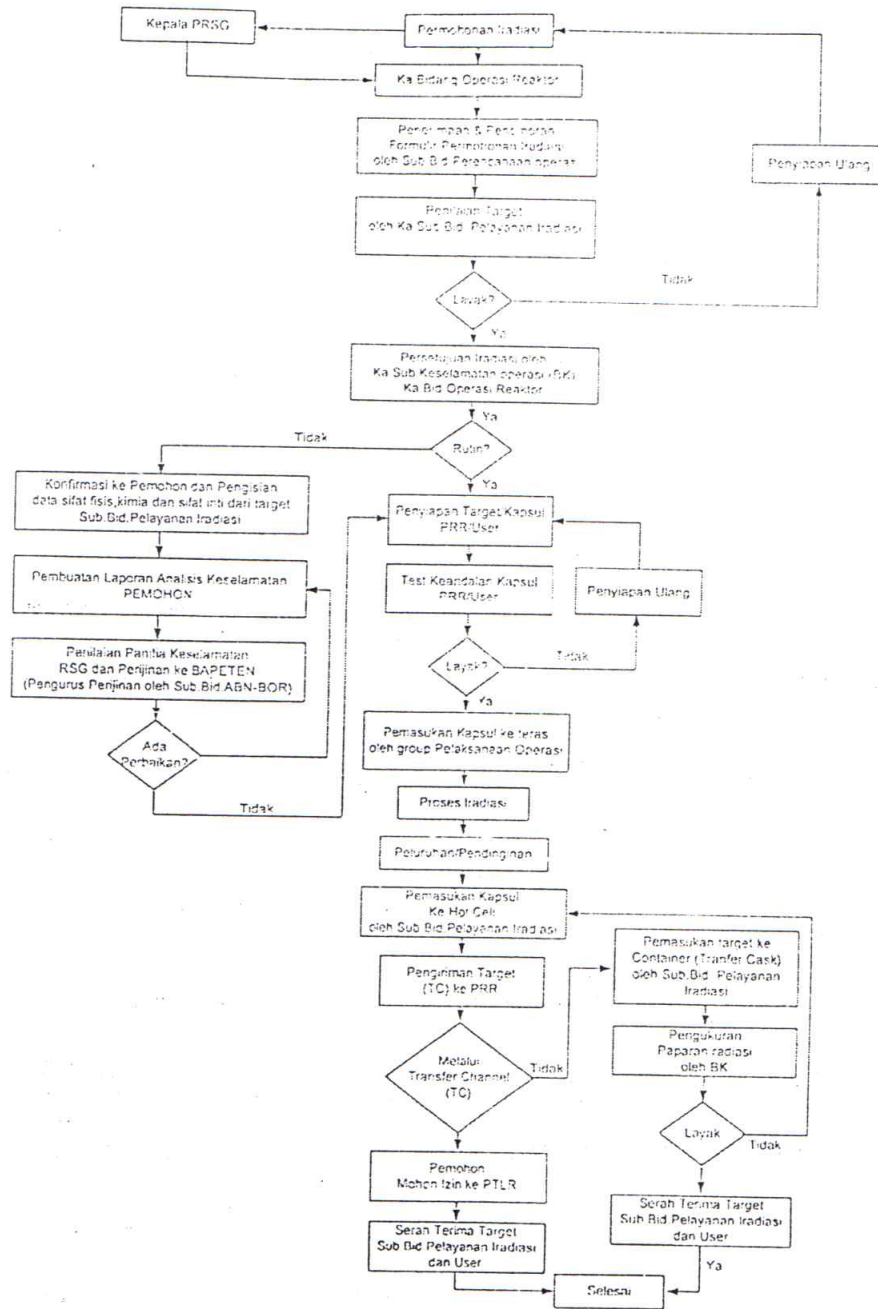 Kepala PRSG
Permohonan Iradiasi
Ka Bidang Operasi Reaktor
Penerimaan & Pencatatan
Formulir Permohonan Iradiasi
oleh Sub Bid Perencanaan operasi
Penyiapan Ulang
Penilaian Target
oleh Ka Sub. Bid. Pelayanan Iradiasi
Tidak
Layak?
Ya
Persetujuan Iradiasi oleh
Ka Sub Keselamatan operasi (BK)
Ka Bid Operasi Reaktor
Ya
Tidak
Rutin?
Ya
Konfirmasi ke Pemohon dan Pengisian
data sifat fisis,kimia dan sifat inti dari target
Sub.Bid.Pelayanan Iradiasi
Penyiapan Target Kapsul
PRR/User
Pembuatan Laporan Analisis Keselamatan
PEMOHON
Test Keandalan Kapsul
PRR/User
Penyiapan Ulang
Penilaian Panitia Keselamatan
RSG dan Perijinan ke BAPETEN
(Pengurus Perijinan oleh Sub.Bid.ABN-BOR)
Layak?
Tidak
Ya
Ada
Perbaikan?
Tidak
Pemasukan Kapsul ke teras
oleh group Pelaksanaan Operasi
Proses Iradiasi
Peluruhan/Pendinginan
Pemasukan Kapsul
Ke Hot Cell
oleh Sub Bid Pelayanan Iradiasi
Pemasukan target ke
Container (Tranfer Cask)
oleh Sub.Bid. Pelayanan
Iradiasi
Pengiriman Target
(TC) ke PRR
Pengukuran
Paparan radiasi
oleh BK
Melalui
Transfer Channel
(TC)
Tidak
Layak
Tidak
Pemohon
Mohon Izin ke PTLR
Serah Terima Target
Sub Bid Pelayanan Iradiasi
dan User
Serah Terima Target
Sub Bid.Pelayanan Iradiasi
dan User
Ya
Selesai